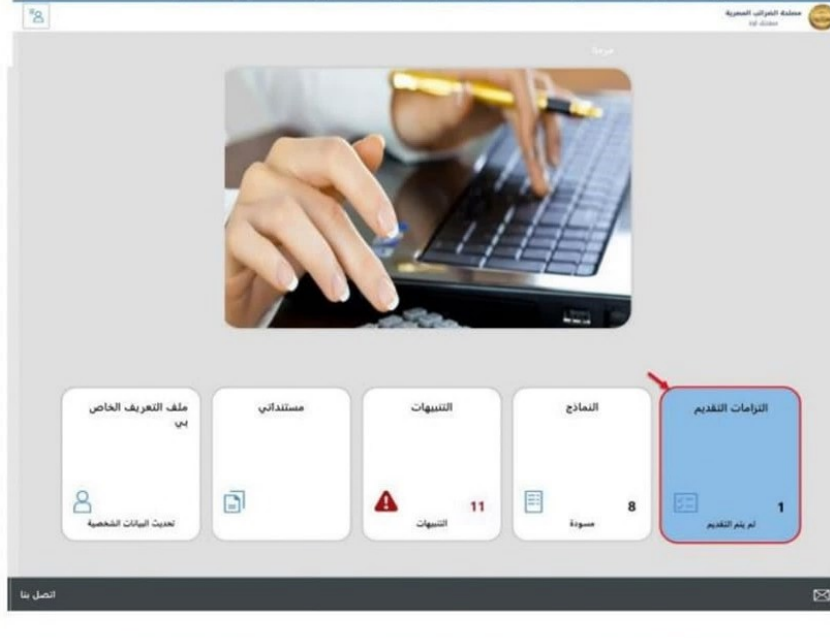 مصلحة الضرائب المصرية
مرحبًا
التزامات التقديم
1
لم يتم التقديم
النماذج
8
مسودة
التنبيهات
11
التنبيهات
مستنداتي
ملف التعريف الخاص
بي
تحديث البيانات الشخصية
اتصل بنا